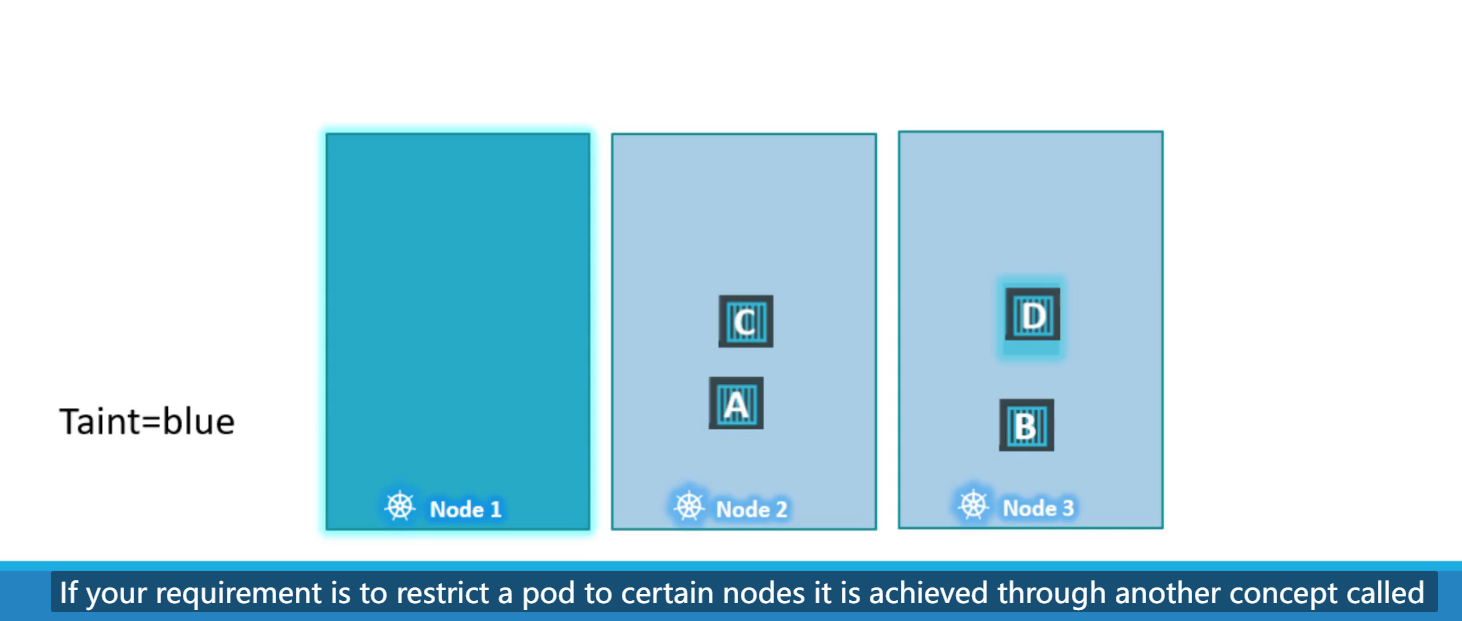 C
D
A
B
Taint=blue
Node 1
Node 2
Node 3
If your requirement is to restrict a pod to certain nodes it is achieved through another concept called